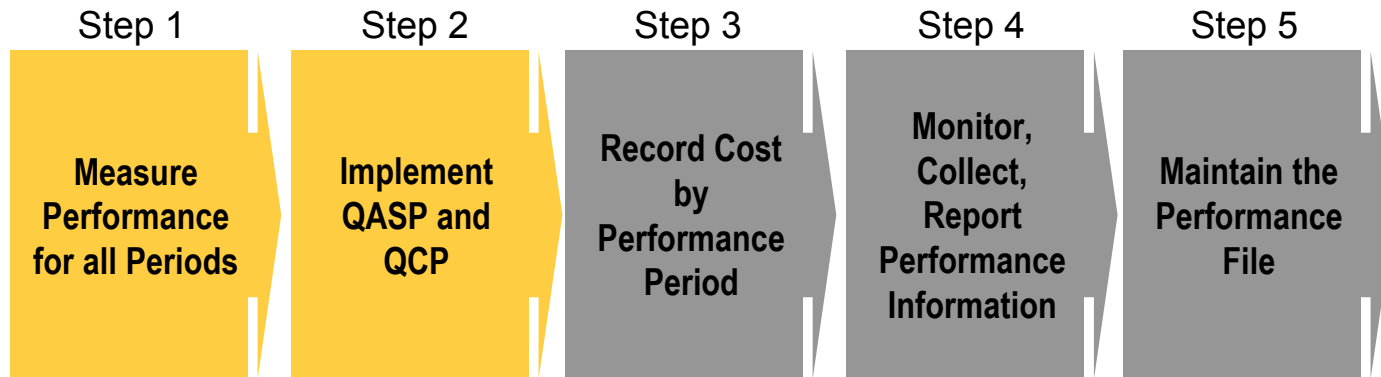 Step 1
Measure
Performance
for all Periods
Step 2
Implement
QASP and
QCP
Step 3
Record Cost
by
Performance
Period
Step 4
Monitor,
Collect,
Report
Performance
Information
Step 5
Maintain the
Performance
File